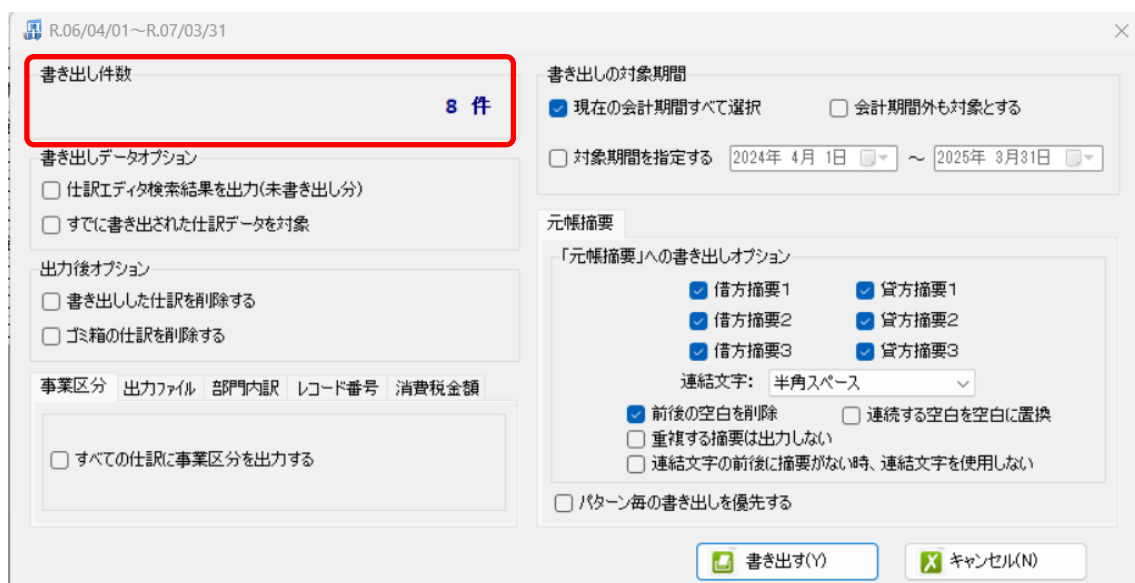 R.06/04/01～R.07/03/31
書き出し件数
8 件
書き出しデータオプション
仕訳エディタ検索結果を出力(未書き出し分)
すでに書き出された仕訳データを対象
出力後オプション
書き出しした仕訳を削除する
ゴミ箱の仕訳を削除する
事業区分 出力ファイル 部門内訳 レコード番号 消費税金額
すべての仕訳に事業区分を出力する
書き出しの対象期間
現在の会計期間すべて選択 会計期間外も対象とする
対象期間を指定する 2024年 4月 1日 ～ 2025年 3月31日
元帳摘要
「元帳摘要」への書き出しオプション
借方摘要1 貸方摘要1
借方摘要2 貸方摘要2
借方摘要3 貸方摘要3
連結文字： 半角スペース
前後の空白を削除 連続する空白を空白に置換
重複する摘要は出力しない
連結文字の前後に摘要がない時、連結文字を使用しない
パターン毎の書き出しを優先する
書き出す(Y) キャンセル(N)